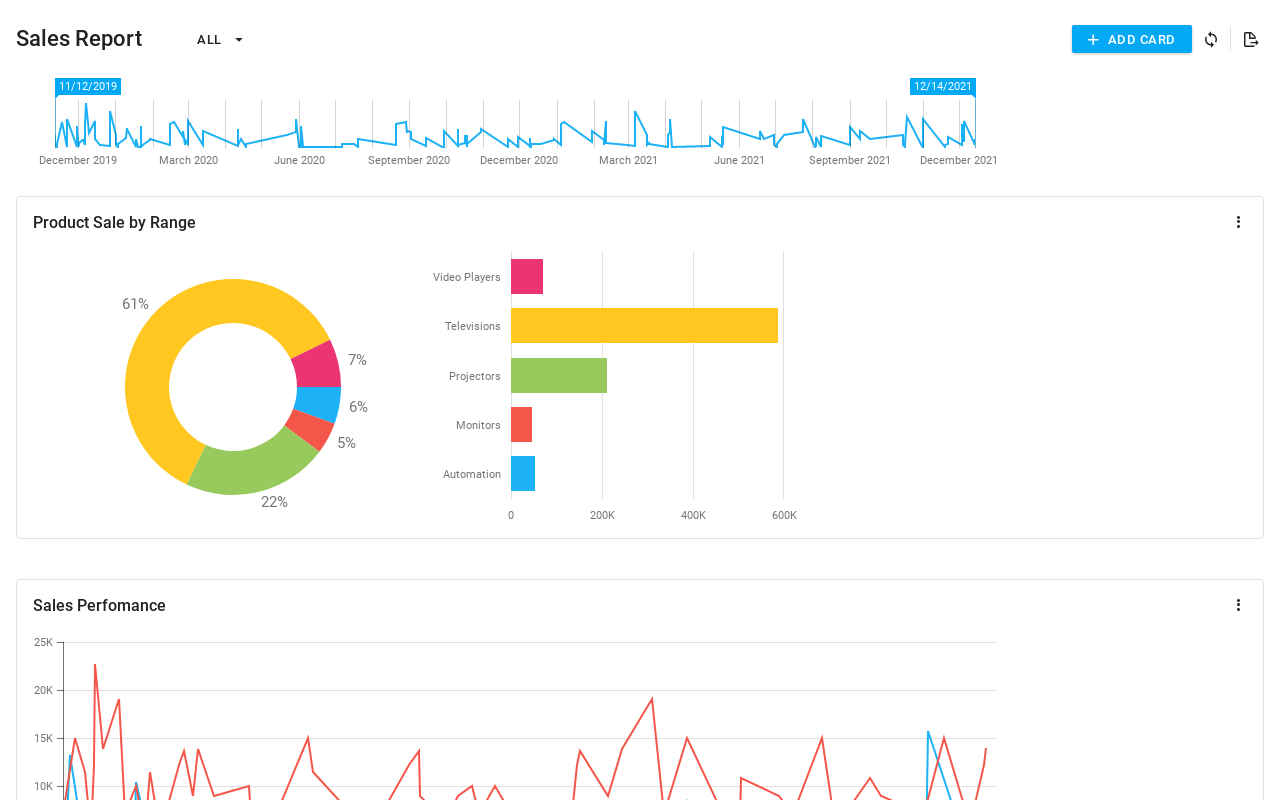 Sales Report
ALL
ADD CARD
11/12/2019
12/14/2021
December 2019
March 2020
June 2020
September 2020
December 2020
March 2021
June 2021
September 2021
December 2021
Product Sale by Range
61%
7%
6%
5%
22%
Video Players
Televisions
Projectors
Monitors
Automation
0
200K
400K
600K
Sales Perfomance
25K
20K
15K
10K